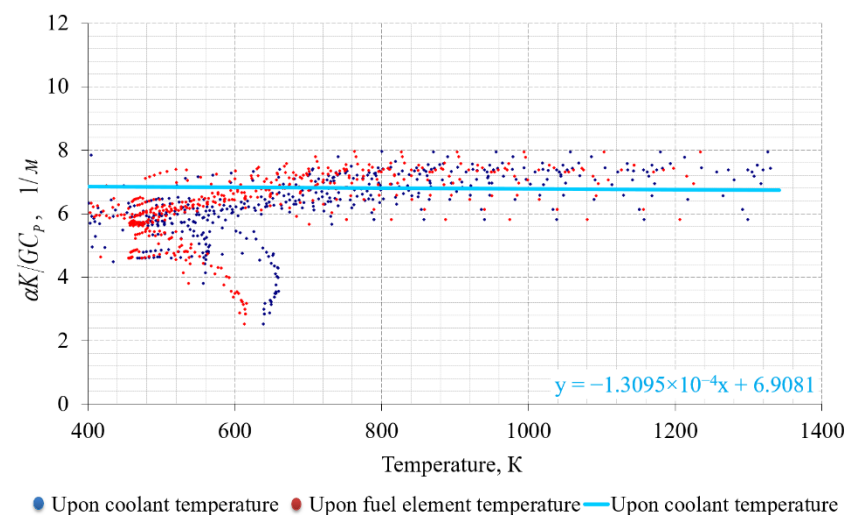 12
10
8
6
4
2
0
αK/GC_P, 1/м
y = −1.3095×10⁻⁴x + 6.9081
400 600 800 1000 1200 1400
Temperature, K
Upon coolant temperature Upon fuel element temperature Upon coolant temperature